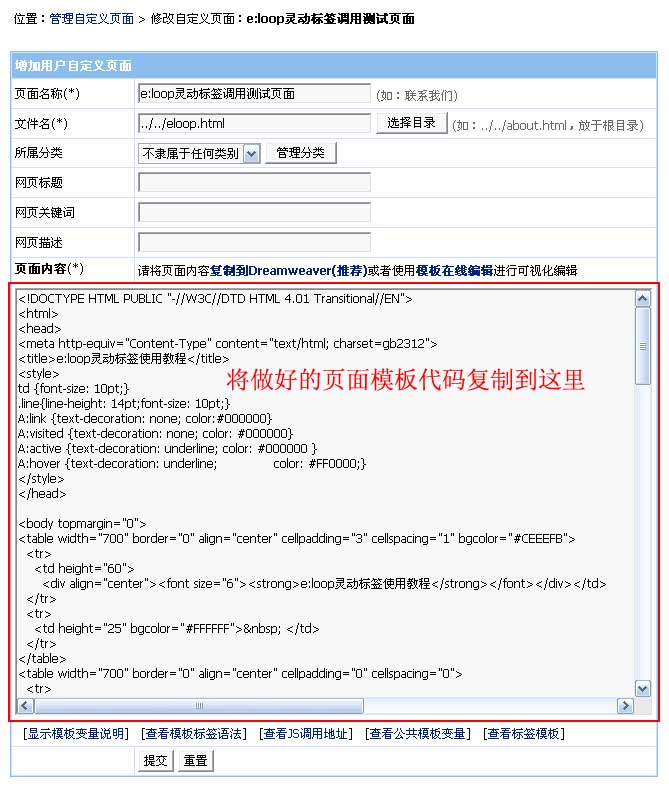 位置：管理自定义页面 > 修改自定义页面：e:loop灵动标签调用测试页面
增加用户自定义页面
页面名称(*) e:loop灵动标签调用测试页面 (如：联系我们)
文件名(*) ../../eloop.html 选择目录 (如：../../about.html，放于根目录)
所属分类 不隶属于任何类别 管理分类
网页标题
网页关键词
网页描述
页面内容(*) 请将页面内容复制到Dreamweaver(推荐)或者使用模板在线编辑进行可视化编辑
<!DOCTYPE HTML PUBLIC "-//W3C//DTD HTML 4.01 Transitional//EN">
<html>
<head>
<meta http-equiv="Content-Type" content="text/html; charset=gb2312">
<title>e:loop灵动标签使用教程</title>
<style>
td {font-size: 10pt;}
.line{line-height: 14pt;font-size: 10pt;}
A:link {text-decoration: none; color:#000000}
A:visited {text-decoration: none; color: #000000}
A:active {text-decoration: underline; color: #000000 }
A:hover {text-decoration: underline; color: #FF0000;}
</style>
</head>
将做好的页面模板代码复制到这里
<body topmargin="0">
<table width="700" border="0" align="center" cellpadding="3" cellspacing="1" bgcolor="#CEEEFB">
<tr>
<td height="60">
<div align="center"><font size="6"><strong>e:loop灵动标签使用教程</strong></font></div></td>
</tr>
<tr>
<td height="25" bgcolor="#FFFFFF">&nbsp; </td>
</tr>
</table>
<table width="700" border="0" align="center" cellpadding="0" cellspacing="0">
<tr>
[显示模板变量说明] [查看模板标签语法] [查看JS调用地址] [查看公共模板变量] [查看标签模板]
提交 重置